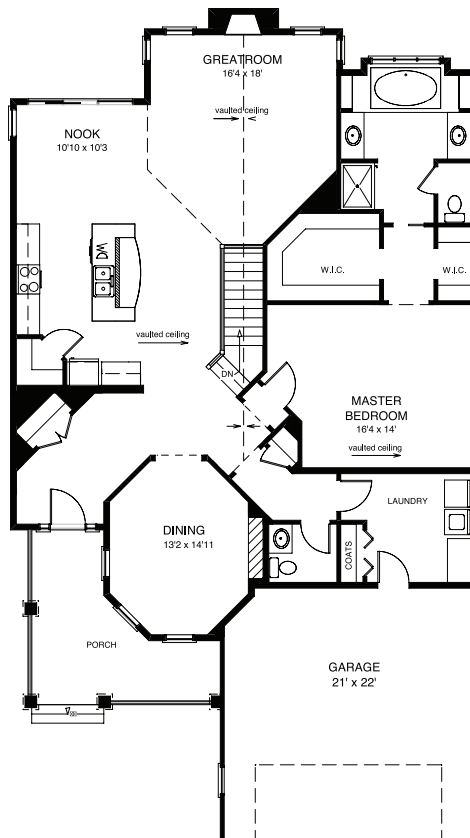 GREATROOM
16'4 x 18'
vaulted ceiling
NOOK
10'10 x 10'3
W.I.C.
W.I.C.
DW
vaulted ceiling
DN
MASTER
BEDROOM
16'4 x 14'
vaulted ceiling
LAUNDRY
DINING
13'2 x 14'11
COATS
PORCH
GARAGE
21' x 22'